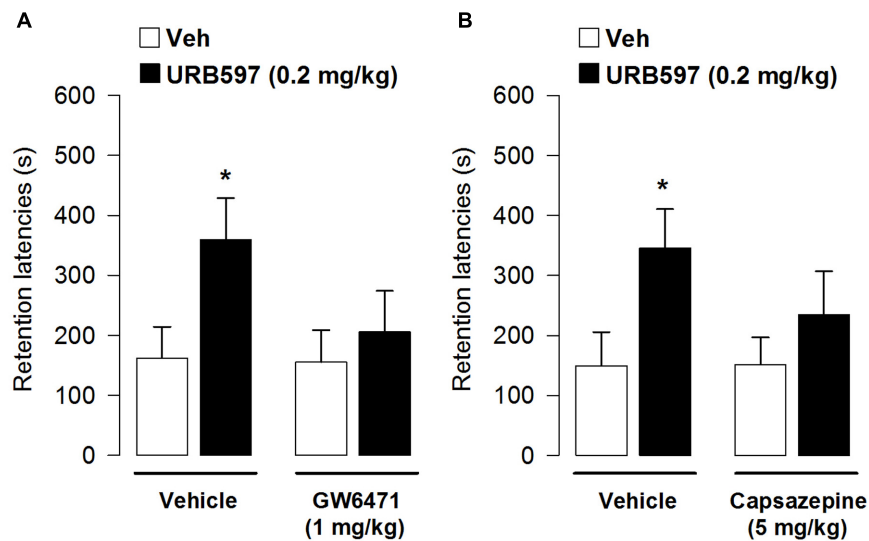 A
Veh
URB597 (0.2 mg/kg)
Retention latencies (s)
600
500
400
300
200
100
0
*
Vehicle
GW6471
(1 mg/kg)
B
Veh
URB597 (0.2 mg/kg)
Retention latencies (s)
600
500
400
300
200
100
0
*
Vehicle
Capsazepine
(5 mg/kg)